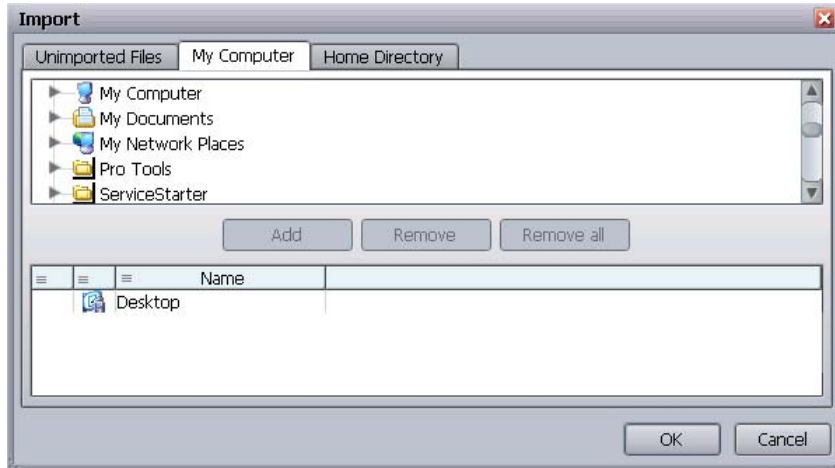 Import
Unimported Files My Computer Home Directory
My Computer
My Documents
My Network Places
Pro Tools
ServiceStarter
Add Remove Remove all
Name
Desktop
OK Cancel